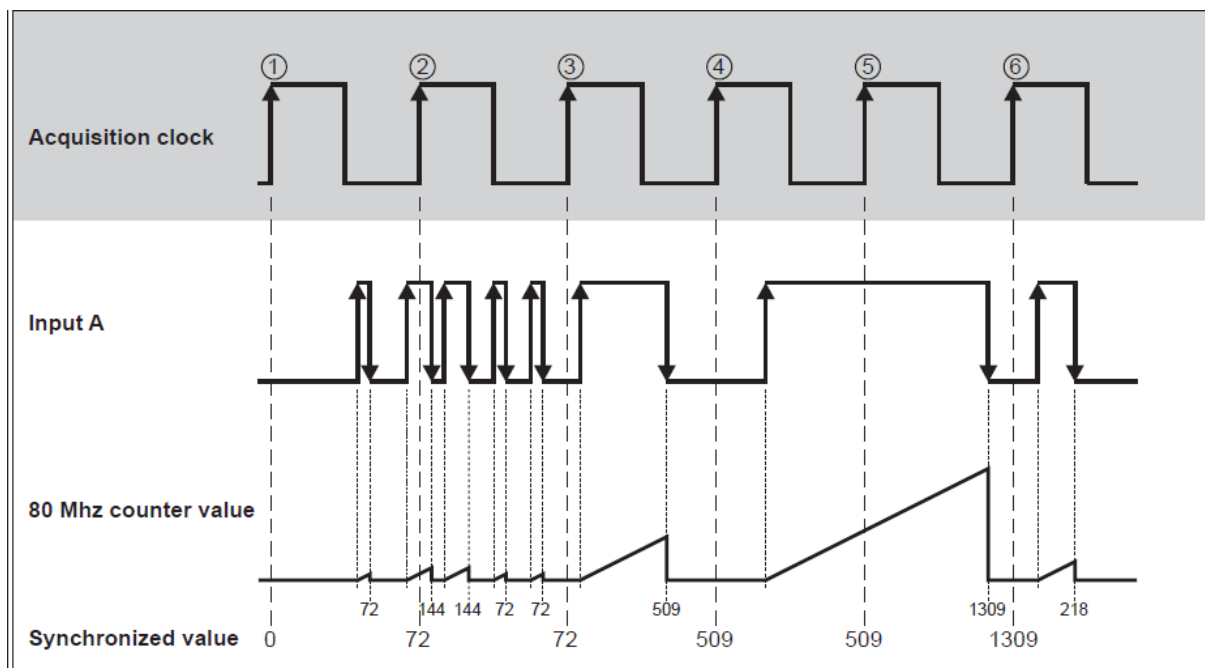 ① ② ③ ④ ⑤ ⑥
Acquisition clock
Input A
80 Mhz counter value
72 144 144 72 72 509 1309 218
Synchronized value 0 72 72 509 509 1309